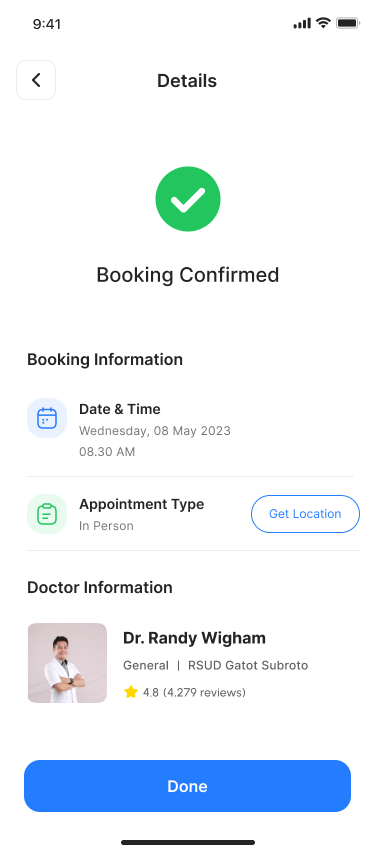 9:41
Details
Booking Confirmed
Booking Information
Date & Time
Wednesday, 08 May 2023
08.30 AM
Appointment Type
In Person
Get Location
Doctor Information
Dr. Randy Wigham
General | RSUD Gatot Subroto
4.8 (4.279 reviews)
Done